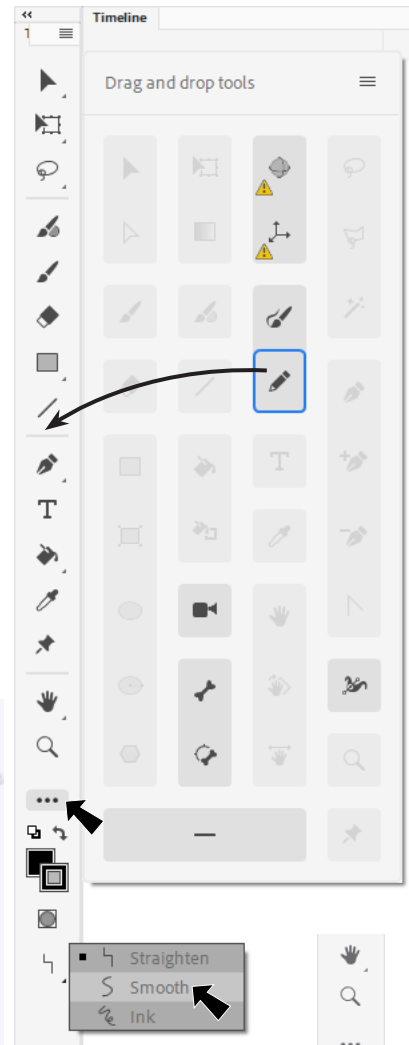 Timeline
Drag and drop tools
Straighten
Smooth
Ink